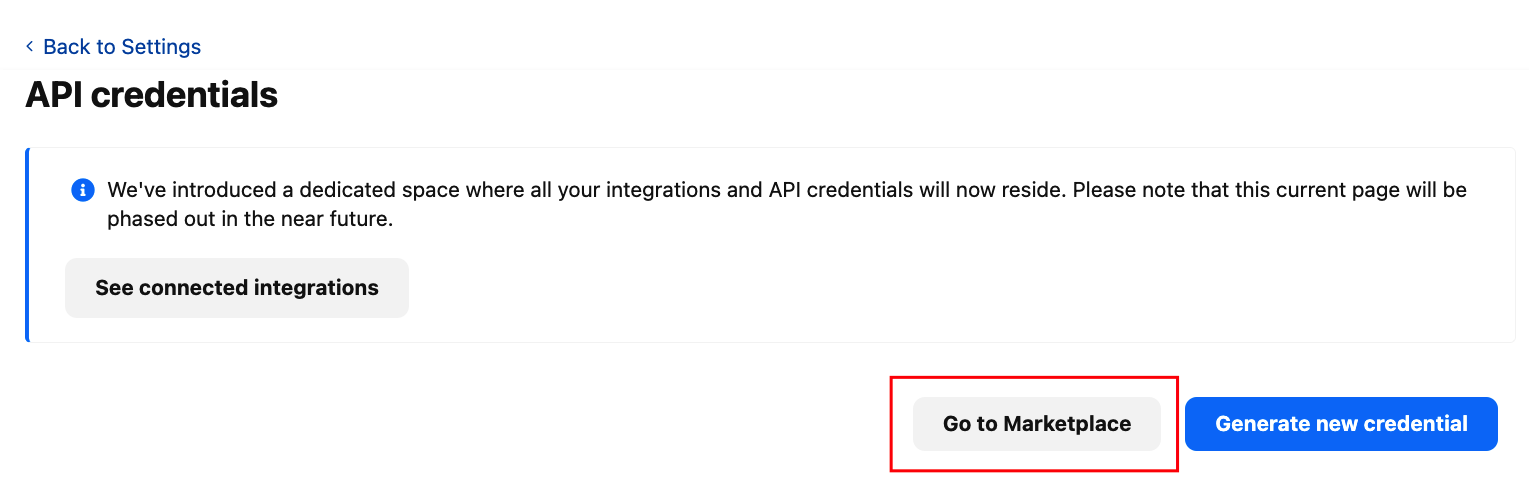 Back to Settings
API credentials
We've introduced a dedicated space where all your integrations and API credentials will now reside. Please note that this current page will be
phased out in the near future.
See connected integrations
Go to Marketplace
Generate new credential